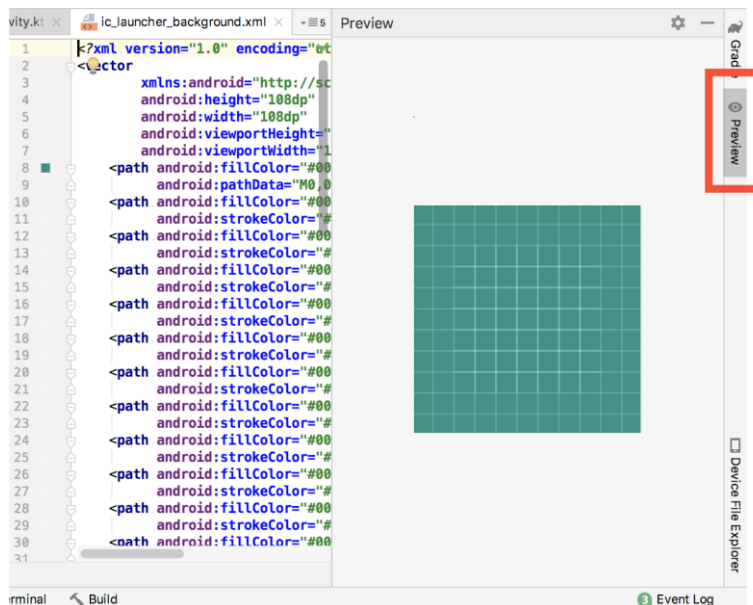 vity.kt × ic_launcher_background.xml × 5 Preview
1 <?xml version="1.0" encoding="ut
2 <vector
3 xmlns:android="http://sc
4 android:height="108dp"
5 android:width="108dp"
6 android:viewportHeight="
7 android:viewportWidth="1
8 <path android:fillColor="#00
9 android:pathData="M0,0
10 <path android:fillColor="#00
11 android:strokeColor="#
12 <path android:fillColor="#00
13 android:strokeColor="#
14 <path android:fillColor="#00
15 android:strokeColor="#
16 <path android:fillColor="#00
17 android:strokeColor="#
18 <path android:fillColor="#00
19 android:strokeColor="#
20 <path android:fillColor="#00
21 android:strokeColor="#
22 <path android:fillColor="#00
23 android:strokeColor="#
24 <path android:fillColor="#00
25 android:strokeColor="#
26 <path android:fillColor="#00
27 android:strokeColor="#
28 <path android:fillColor="#00
29 android:strokeColor="#
30 <path android:fillColor="#00
31
Grad
Preview
Device File Explorer
erminal Build 3 Event Log